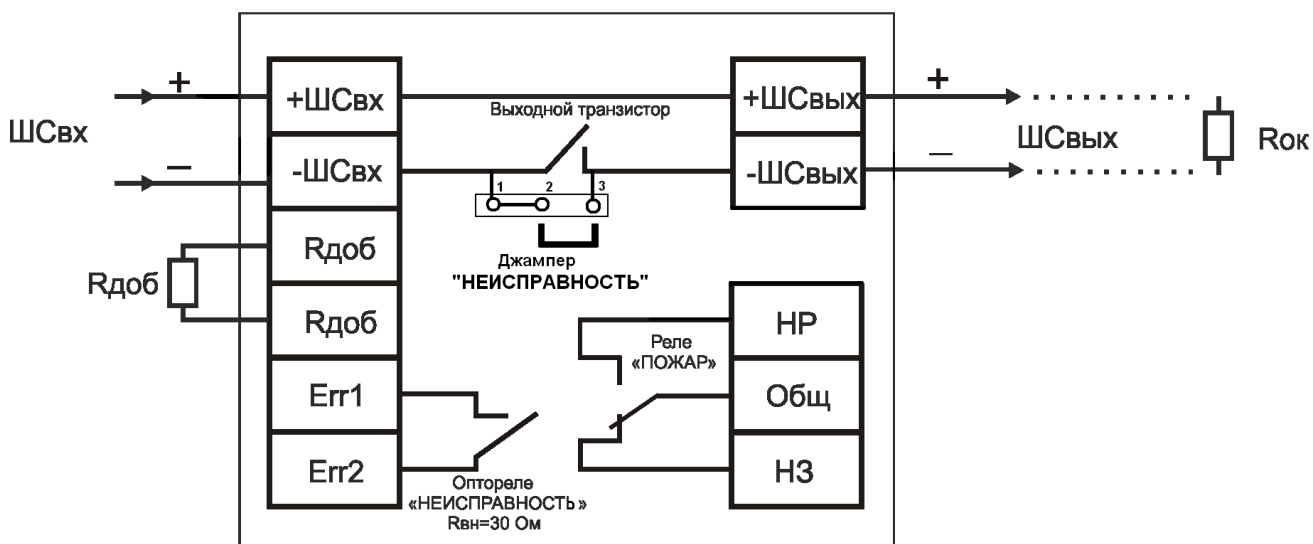 +
+ШСвх
+ШСвых
+
Выходной транзистор
ШСвх
ШСвых
Rок
–
-ШСвх
-ШСвых
–
1 2 3
Rдоб
Джампер
"НЕИСПРАВНОСТЬ"
Rдоб
Rдоб
НР
Реле
«ПОЖАР»
Err1
Общ
Err2
НЗ
Оптореле
«НЕИСПРАВНОСТЬ»
Rвн=30 Ом